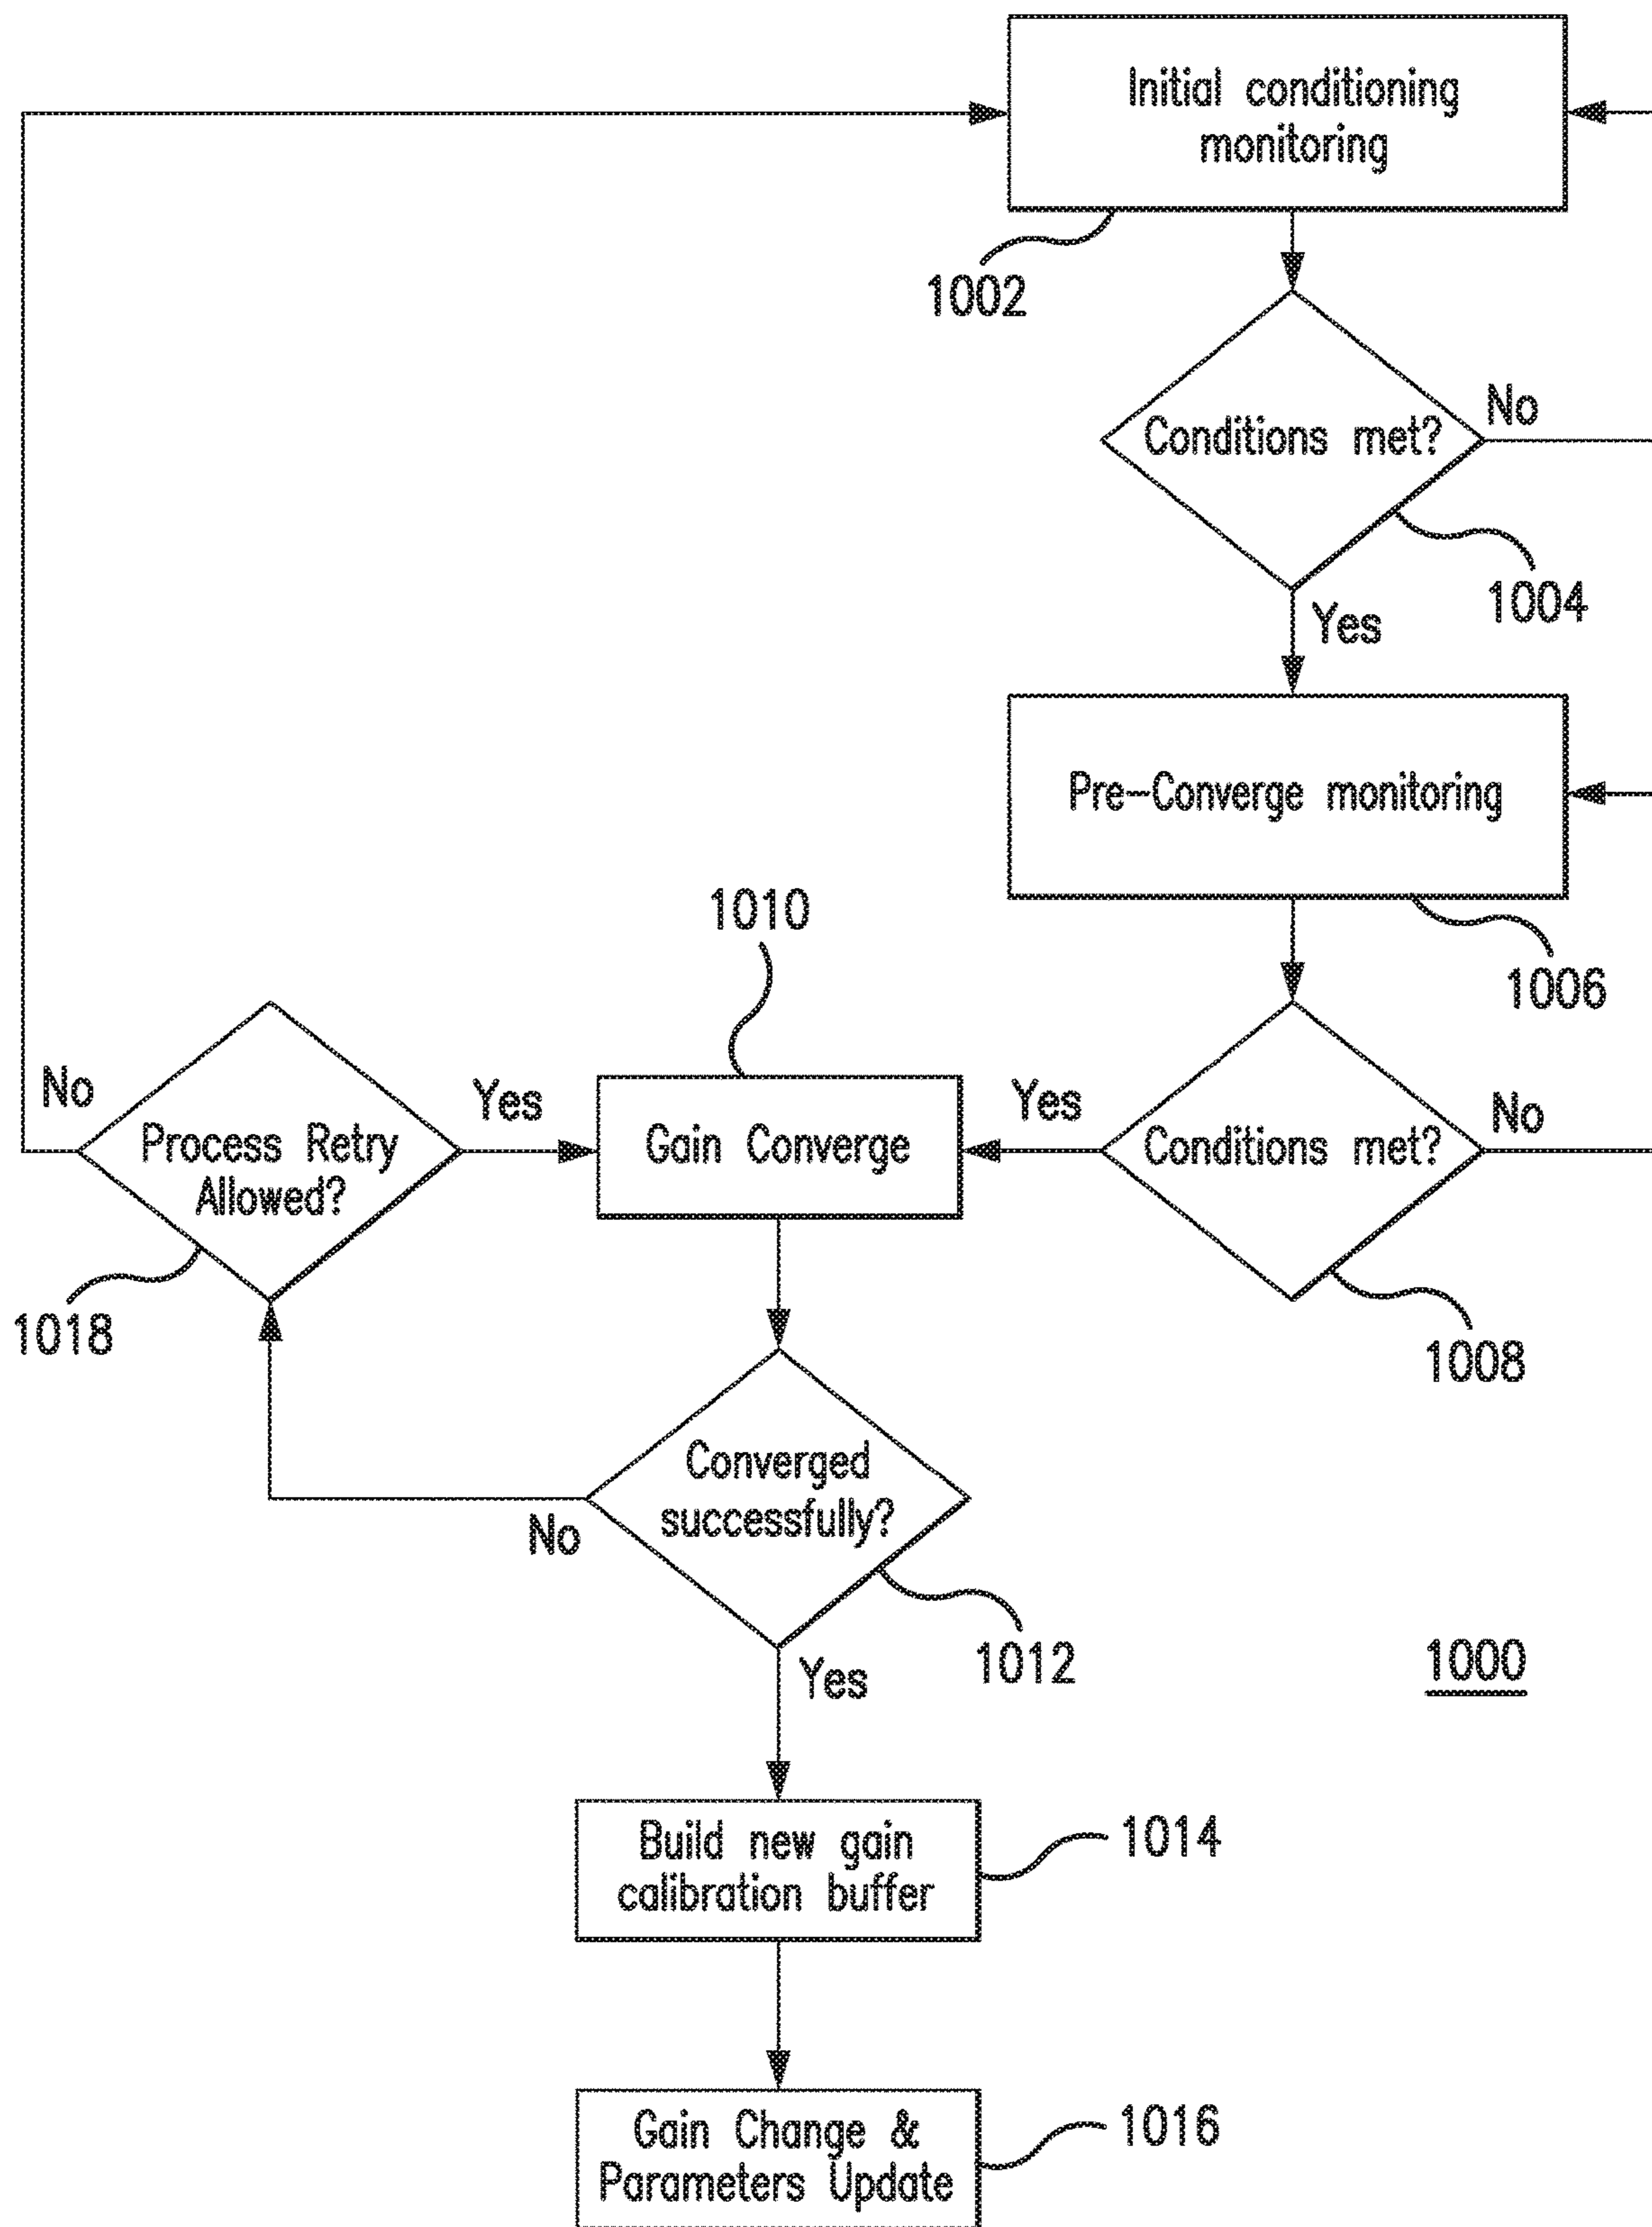 Initial conditioning
monitoring
1002
Conditions met?
No
1004
Yes
Pre-Converge monitoring
1006
1010
No
Process Retry
Allowed?
Yes
Gain Converge
Yes
Conditions met?
No
1018
1008
Converged
successfully?
No
1012
Yes
1000
Build new gain
calibration buffer
1014
Gain Change &
Parameters Update
1016